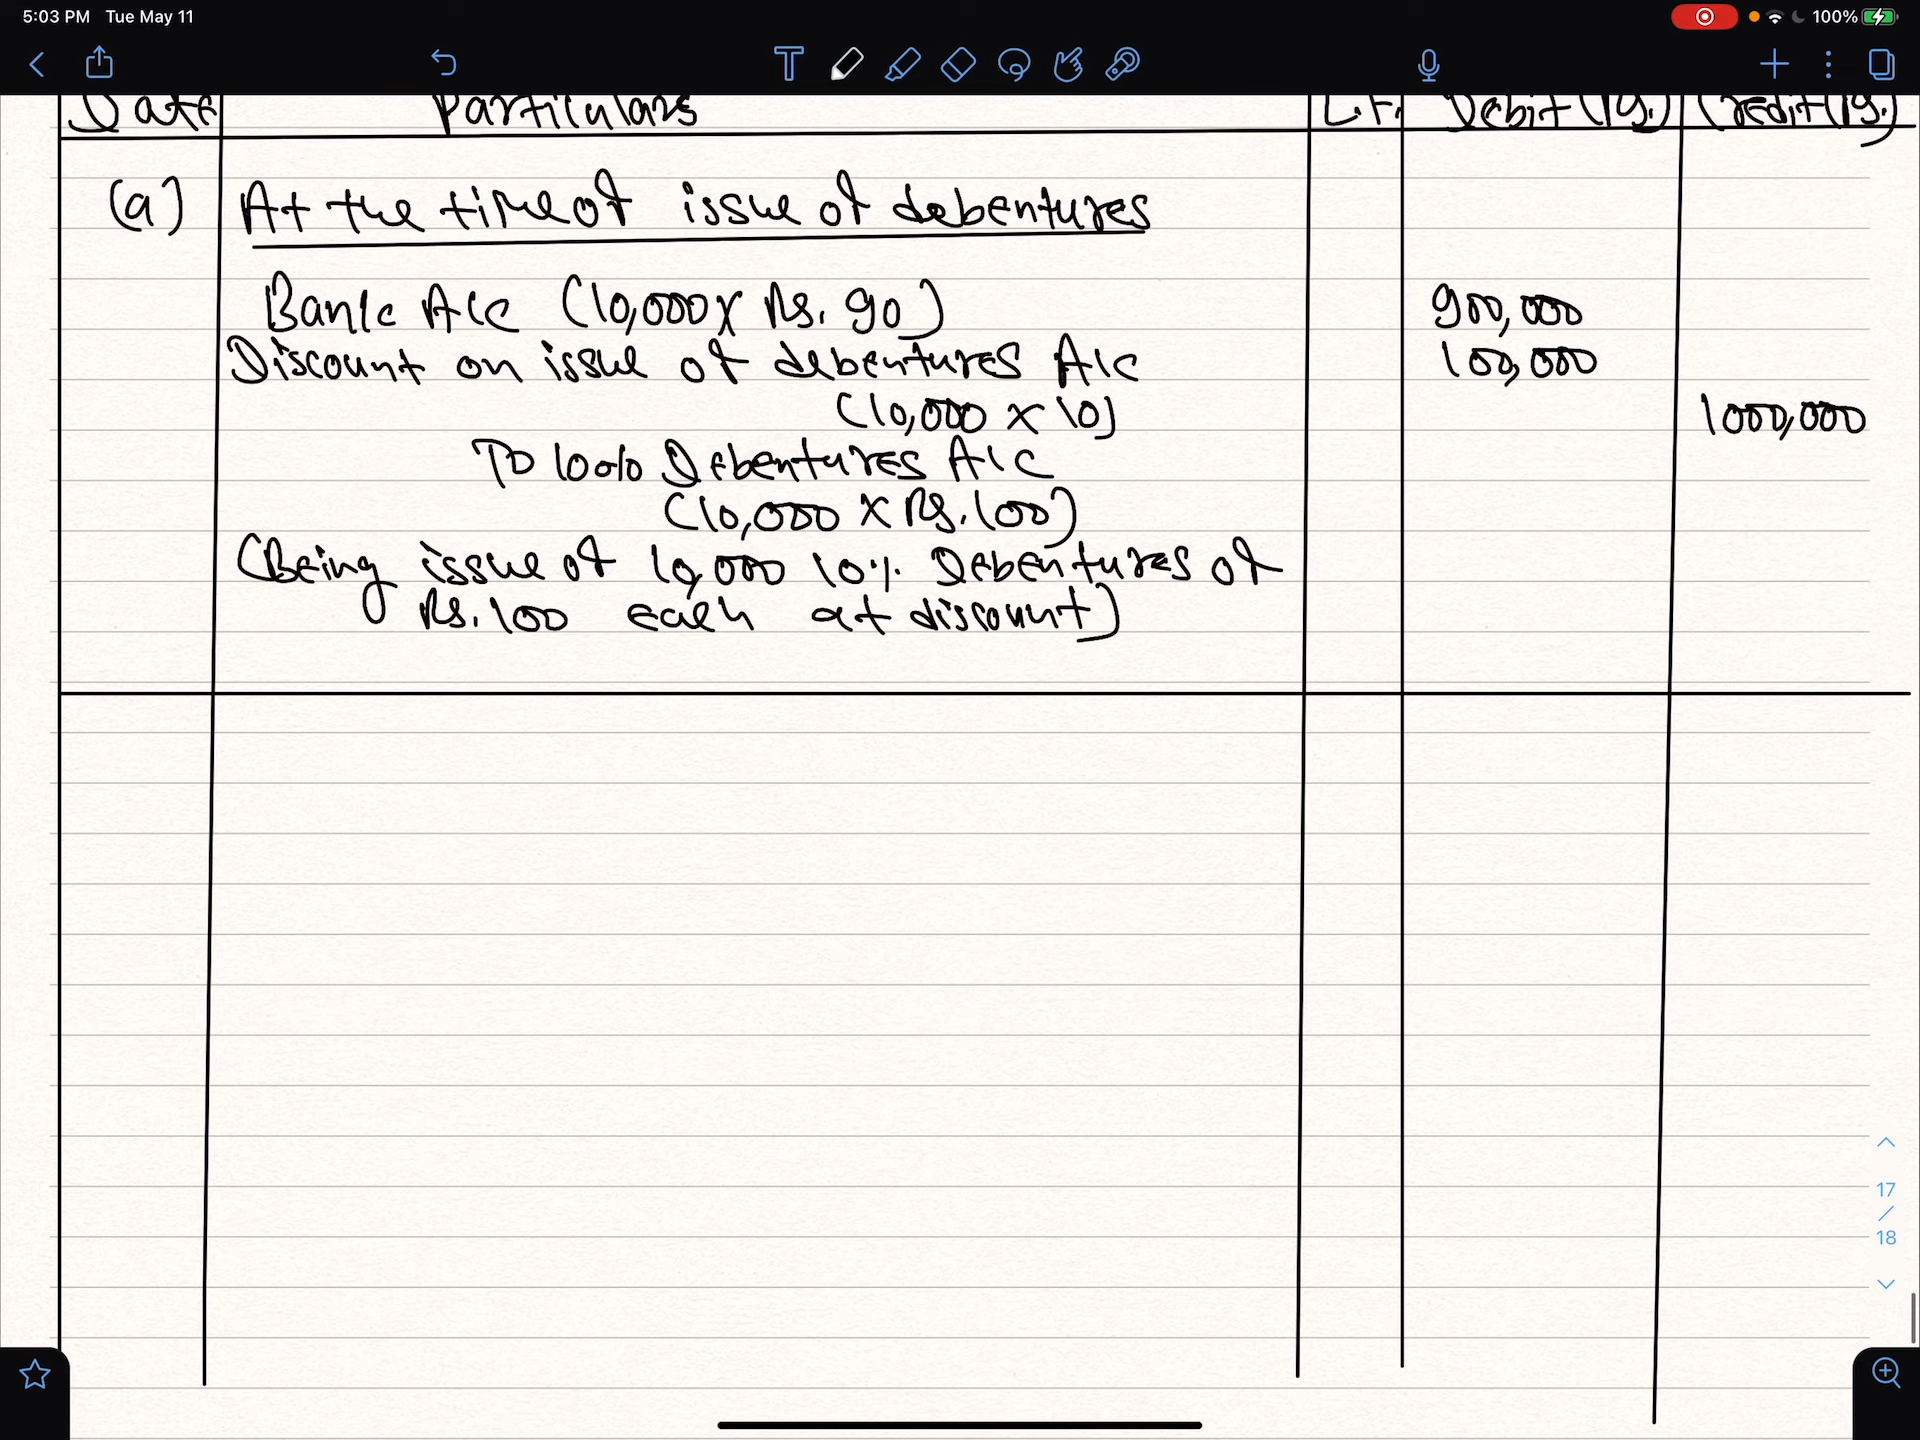 5:03 PM Tue May 11
100%
Date Particulars L.F. Debit (Rs.) Credit (Rs.)
(a) At the time of issue of debentures
Bank A/c (10,000 x Rs. 90) 900,000
Discount on issue of debentures A/c 100,000
(10,000 x 10) 1000,000
To 10% Debentures A/c
(10,000 x Rs. 100)
(Being issue of 10,000 10% Debentures of
Rs. 100 each at discount)
17
/
18